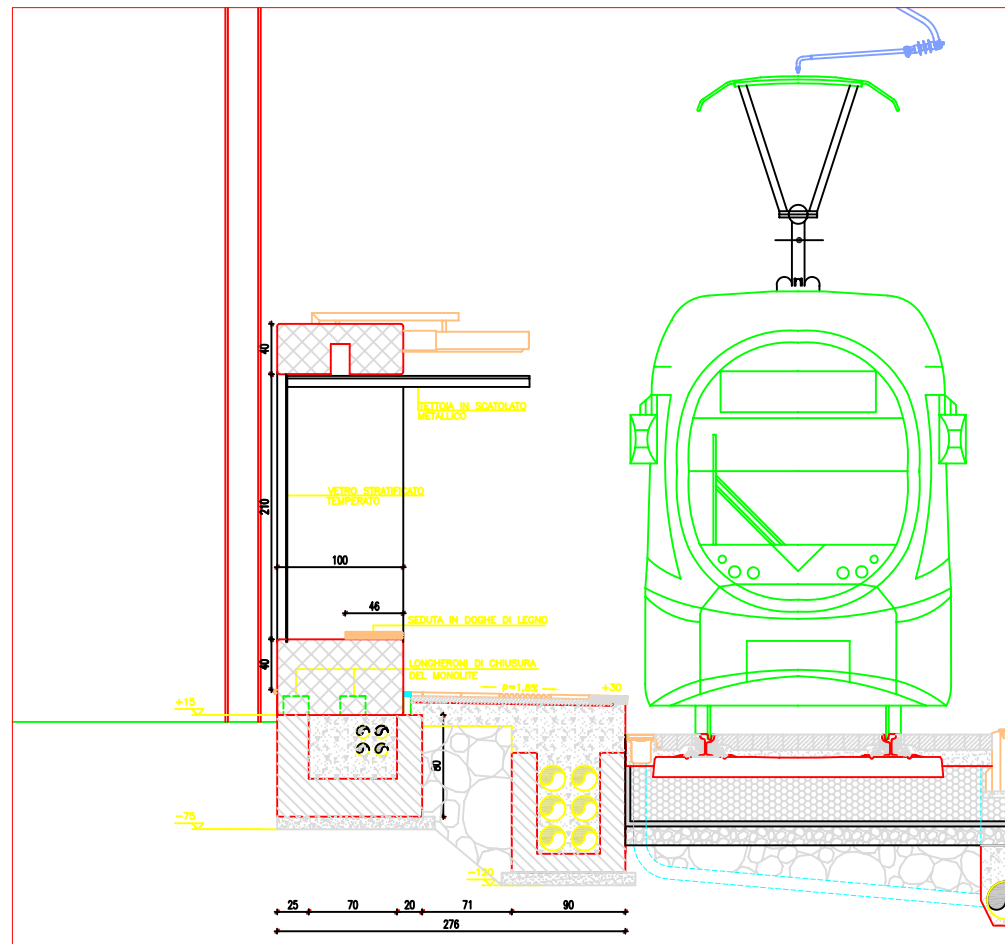 40
TETTOIA IN SCATOLATO
METALLICO
VETRO STRATIFICATO
TEMPERATO
210
100
46
SEDUTA IN DOGHE DI LEGNO
40
LONGHERONI DI CHIUSURA
DEL MONOLITE
P=1,8%
+30
+15
80
-75
-120
25 70 20 71 90
276